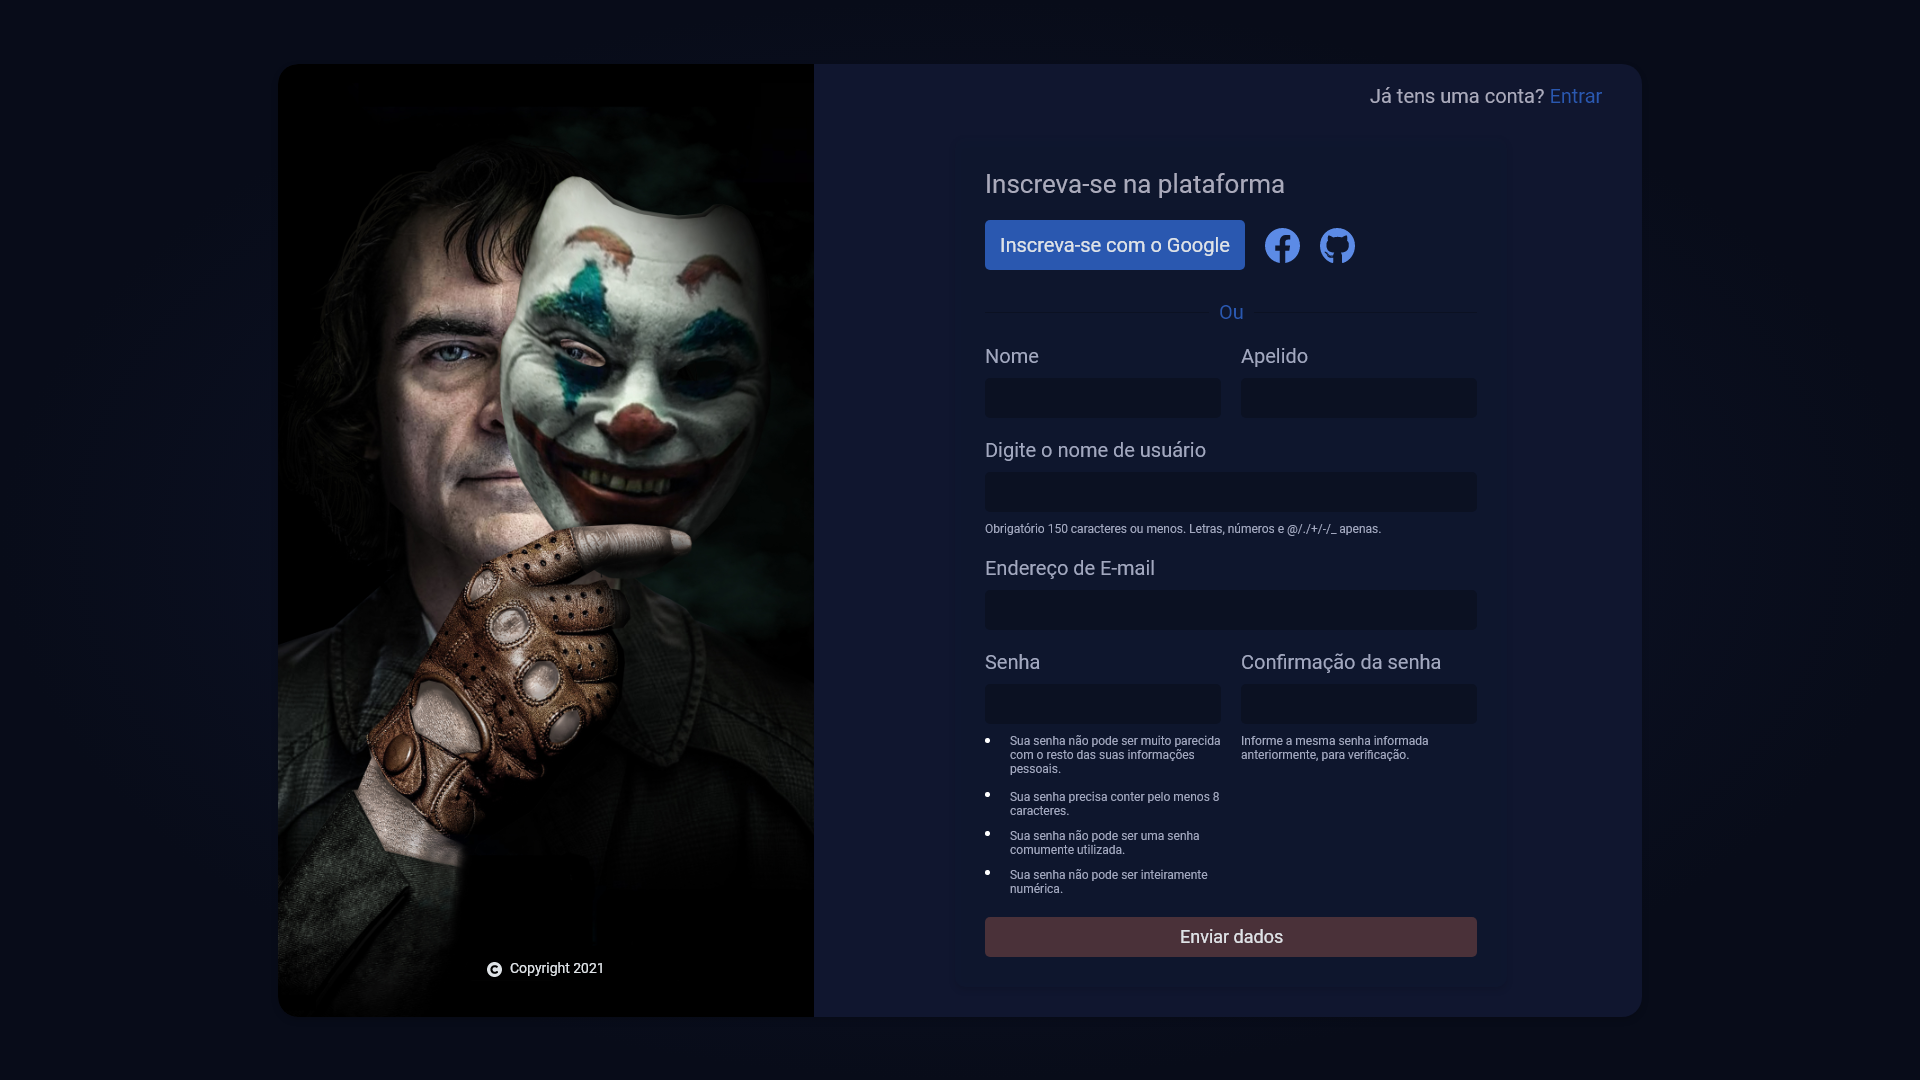 Já tens uma conta? Entrar
Inscreva-se na plataforma
Inscreva-se com o Google
Ou
Nome
Apelido
Digite o nome de usuário
Obrigatório 150 caracteres ou menos. Letras, números e @/./+/-/_ apenas.
Endereço de E-mail
Senha
Sua senha não pode ser muito parecida
com o resto das suas informações
pessoais.
Sua senha precisa conter pelo menos 8
caracteres.
Sua senha não pode ser uma senha
comumente utilizada.
Sua senha não pode ser inteiramente
numérica.
Confirmação da senha
Informe a mesma senha informada
anteriormente, para verificação.
Enviar dados
Copyright 2021